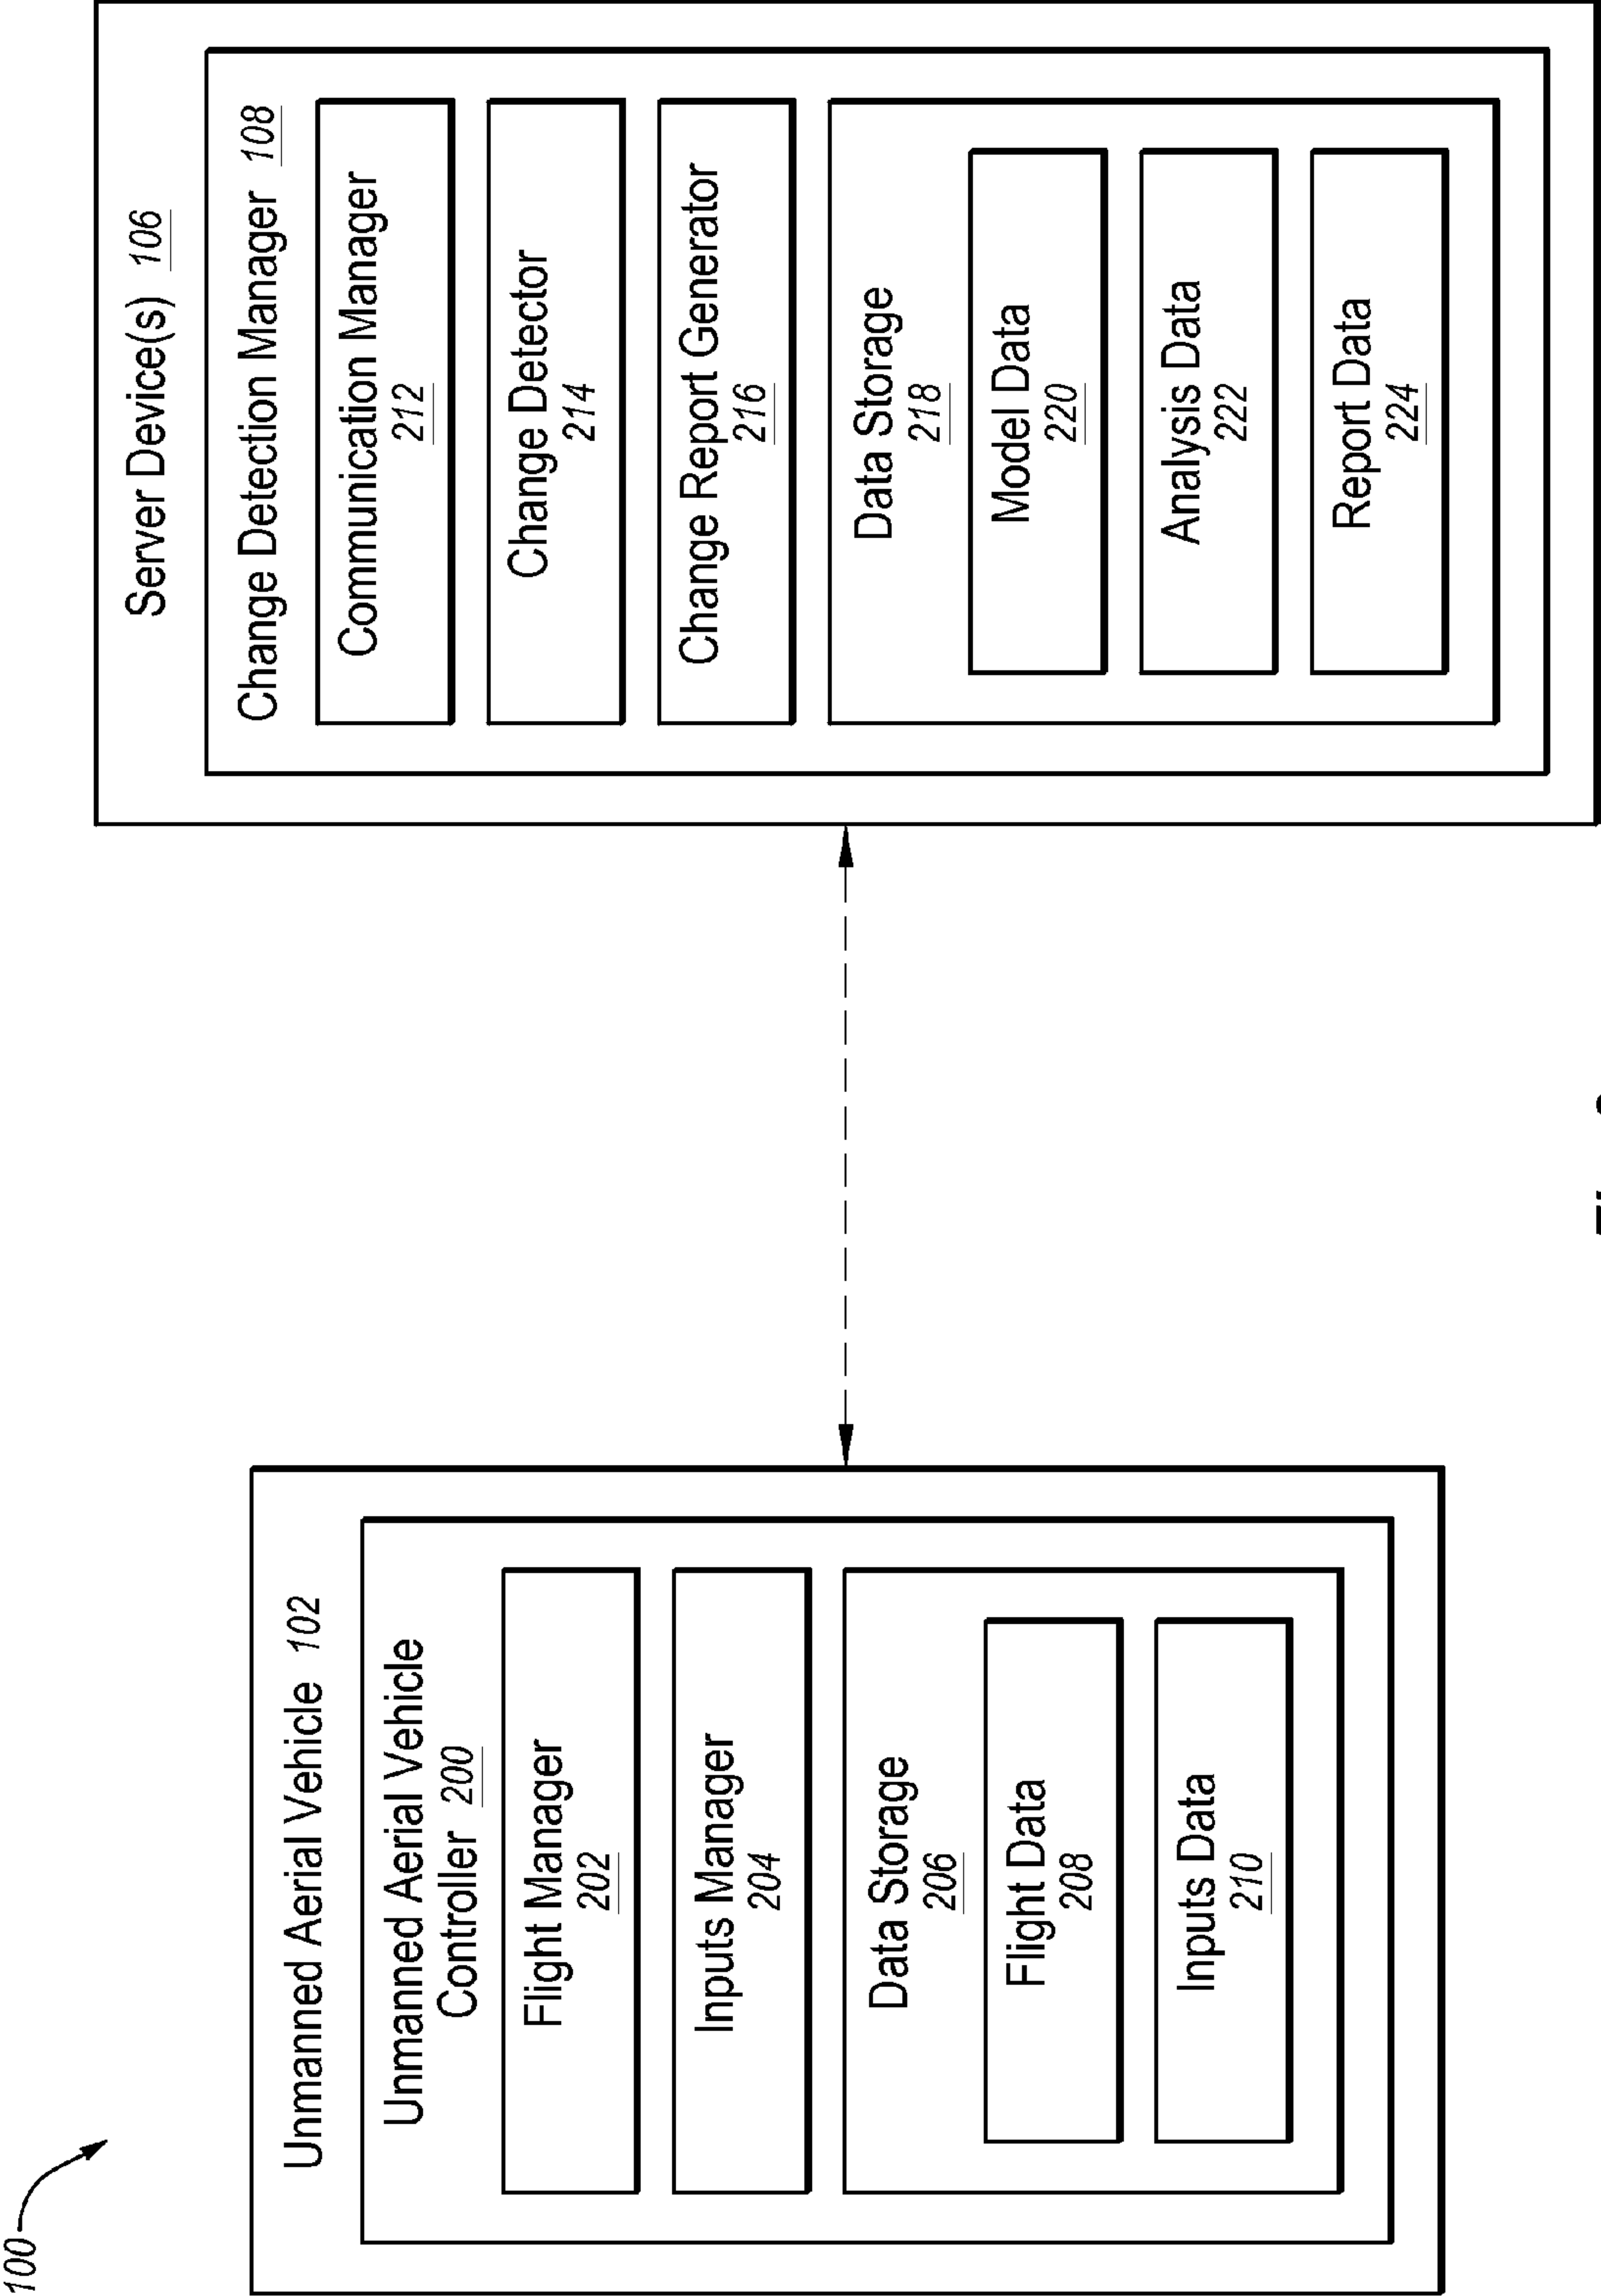 100
Unmanned Aerial Vehicle 102
Unmanned Aerial Vehicle
Controller 200
Flight Manager
202
Inputs Manager
204
Data Storage
206
Flight Data
208
Inputs Data
210
Server Device(s) 106
Change Detection Manager 108
Communication Manager
212
Change Detector
214
Change Report Generator
216
Data Storage
218
Model Data
220
Analysis Data
222
Report Data
224